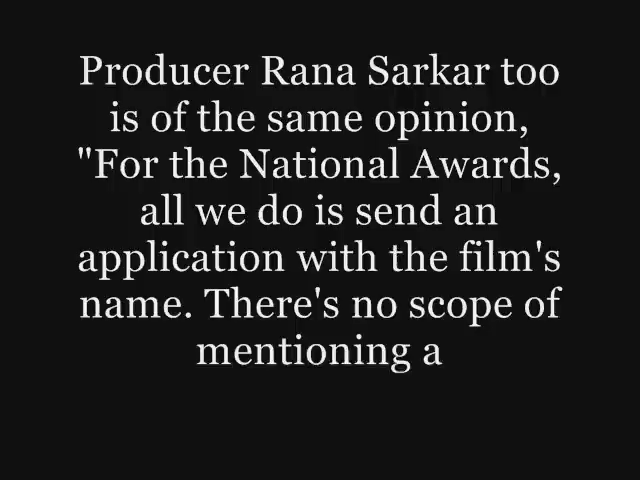 Producer Rana Sarkar too
is of the same opinion,
"For the National Awards,
all we do is send an
application with the film's
name. There's no scope of
mentioning a